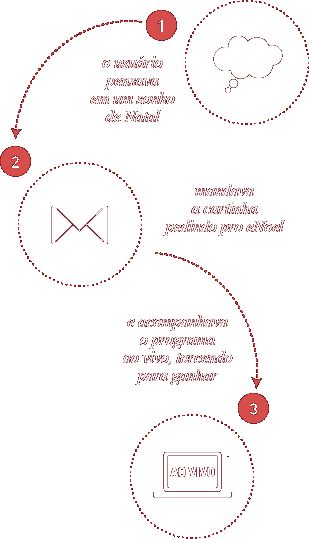 1
o usuário
pensava
em um sonho
de Natal
2
mandava
a cartinha
pedindo pro eNoel
e acompanhava
o programa
ao vivo, torcendo
para ganhar
3
AO VIVO